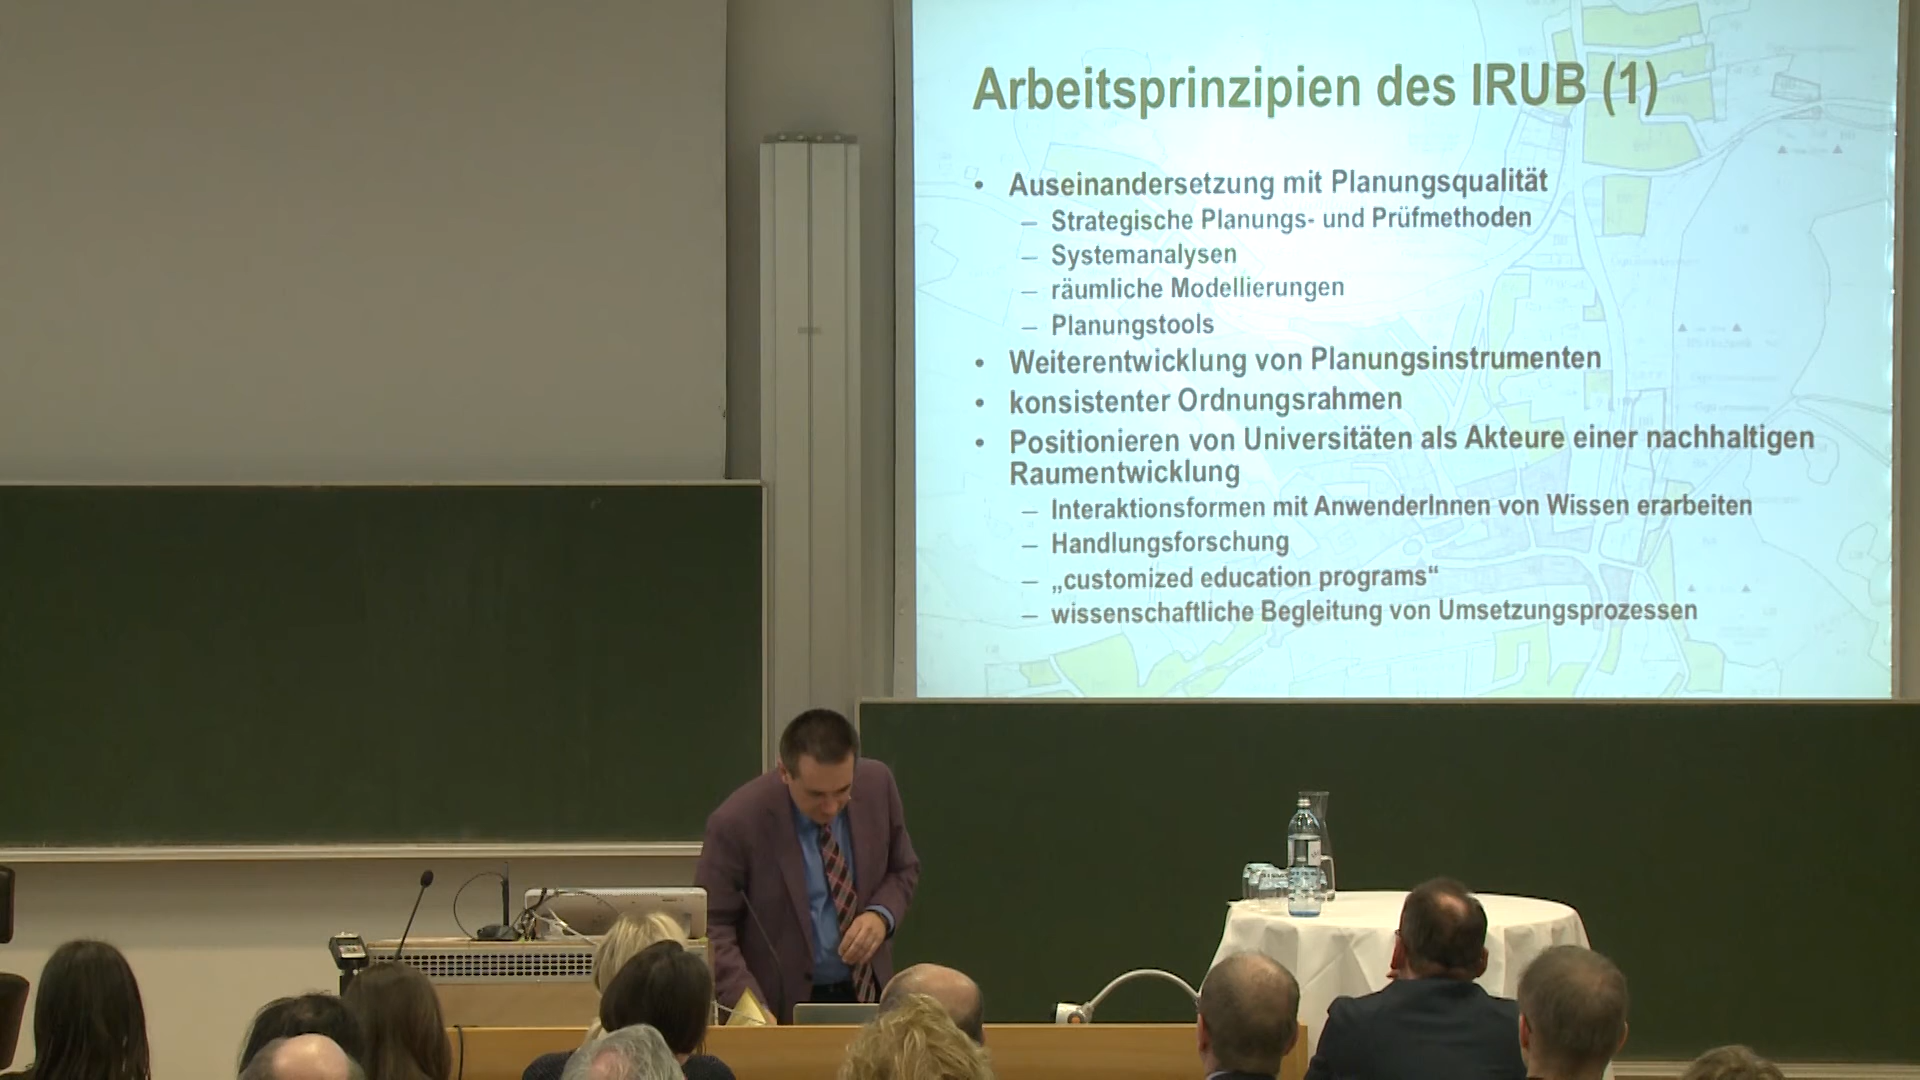 Arbeitsprinzipien des IRUB (1)
• Auseinandersetzung mit Planungsqualität
– Strategische Planungs- und Prüfmethoden
– Systemanalysen
– räumliche Modellierungen
– Planungstools
• Weiterentwicklung von Planungsinstrumenten
• konsistenter Ordnungsrahmen
• Positionieren von Universitäten als Akteure einer nachhaltigen
Raumentwicklung
– Interaktionsformen mit AnwenderInnen von Wissen erarbeiten
– Handlungsforschung
– „customized education programs“
– wissenschaftliche Begleitung von Umsetzungsprozessen